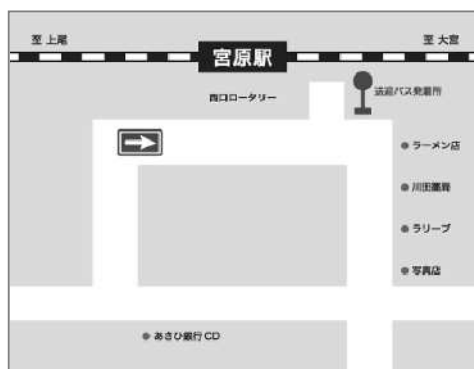 至 上尾
至 大宮
宮原駅
西口ロータリー
送迎バス発着所
ラーメン店
川田薬局
ラリーブ
写真店
あさひ銀行CD